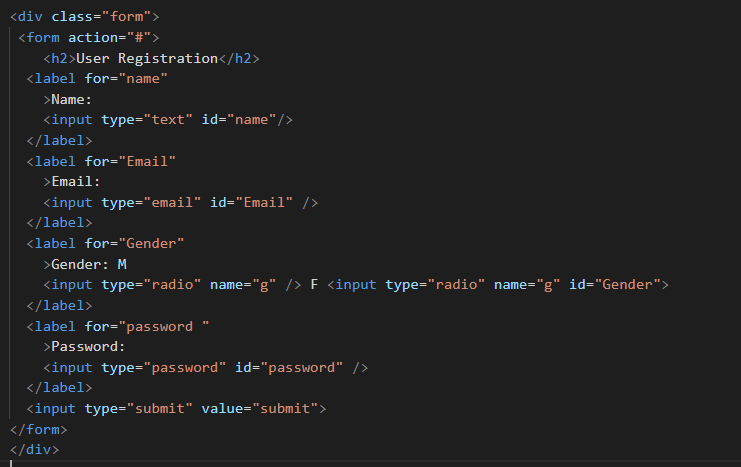 <div class="form">
<form action="#">
<h2>User Registration</h2>
<label for="name"
>Name:
<input type="text" id="name"/>
</label>
<label for="Email"
>Email:
<input type="email" id="Email" />
</label>
<label for="Gender"
>Gender: M
<input type="radio" name="g" /> F <input type="radio" name="g" id="Gender">
</label>
<label for="password "
>Password:
<input type="password" id="password" />
</label>
<input type="submit" value="submit">
</form>
</div>